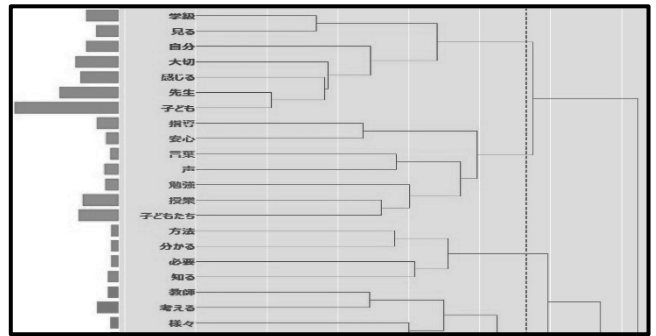 学級
見る
自分
大切
感じる
先生
子ども
指導
安心
言葉
声
勉強
授業
子どもたち
方法
分かる
必要
知る
教師
考える
様々